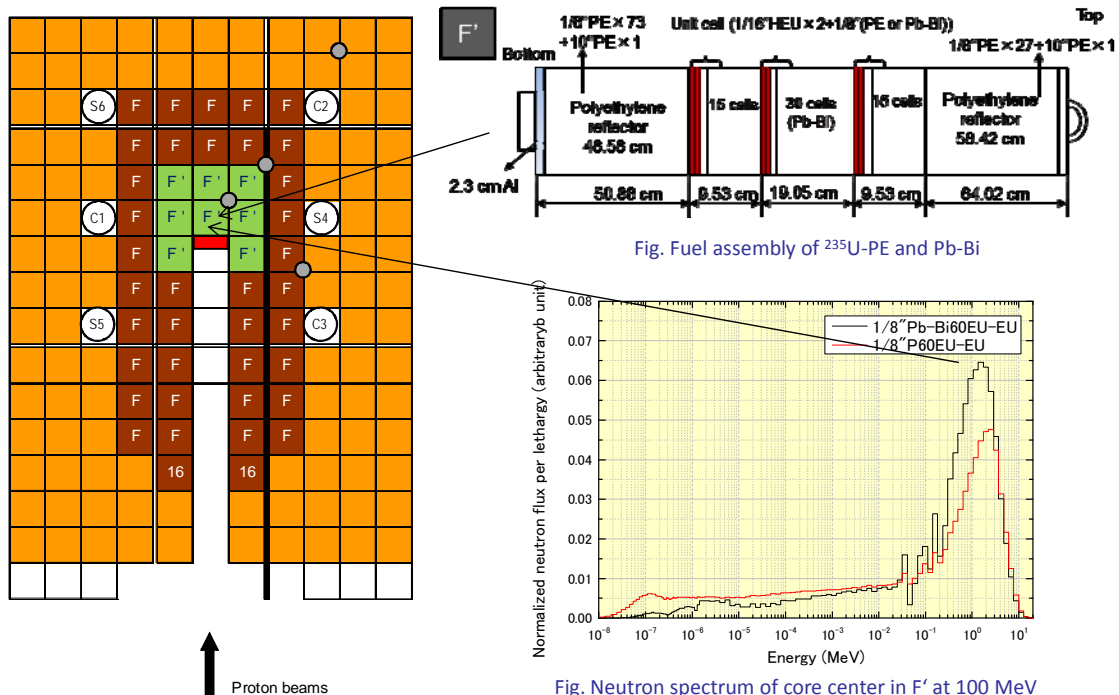 S6 F F F F F C2
F F F F F
F F' F' F' F
C1 F F' F' F' F S4
F F' F' F
F F F F
S5 F F F F C3
F F F F
F F F F
F F F F
16 16
Proton beams
F'
1/8"PE×73
+10"PE×1
Unit cell (1/16"HEU×2+1/8"(PE or Pb-Bi))
Top
1/8"PE×27+10"PE×1
Bottom
Polyethylene
reflector
48.56 cm
15 cells
30 cells
(Pb-Bi)
15 cells
Polyethylene
reflector
58.42 cm
2.3 cm Al
50.86 cm
9.53 cm
19.05 cm
9.53 cm
64.02 cm
Fig. Fuel assembly of ²³⁵U-PE and Pb-Bi
Normalized neutron flux per lethargy (arbitraryb unit)
0.08
0.07
0.06
0.05
0.04
0.03
0.02
0.01
0.00
1/8"Pb-Bi60EU-EU
1/8"P60EU-EU
10⁻⁸ 10⁻⁷ 10⁻⁶ 10⁻⁵ 10⁻⁴ 10⁻³ 10⁻² 10⁻¹ 10⁰ 10¹
Energy (MeV)
Fig. Neutron spectrum of core center in F' at 100 MeV